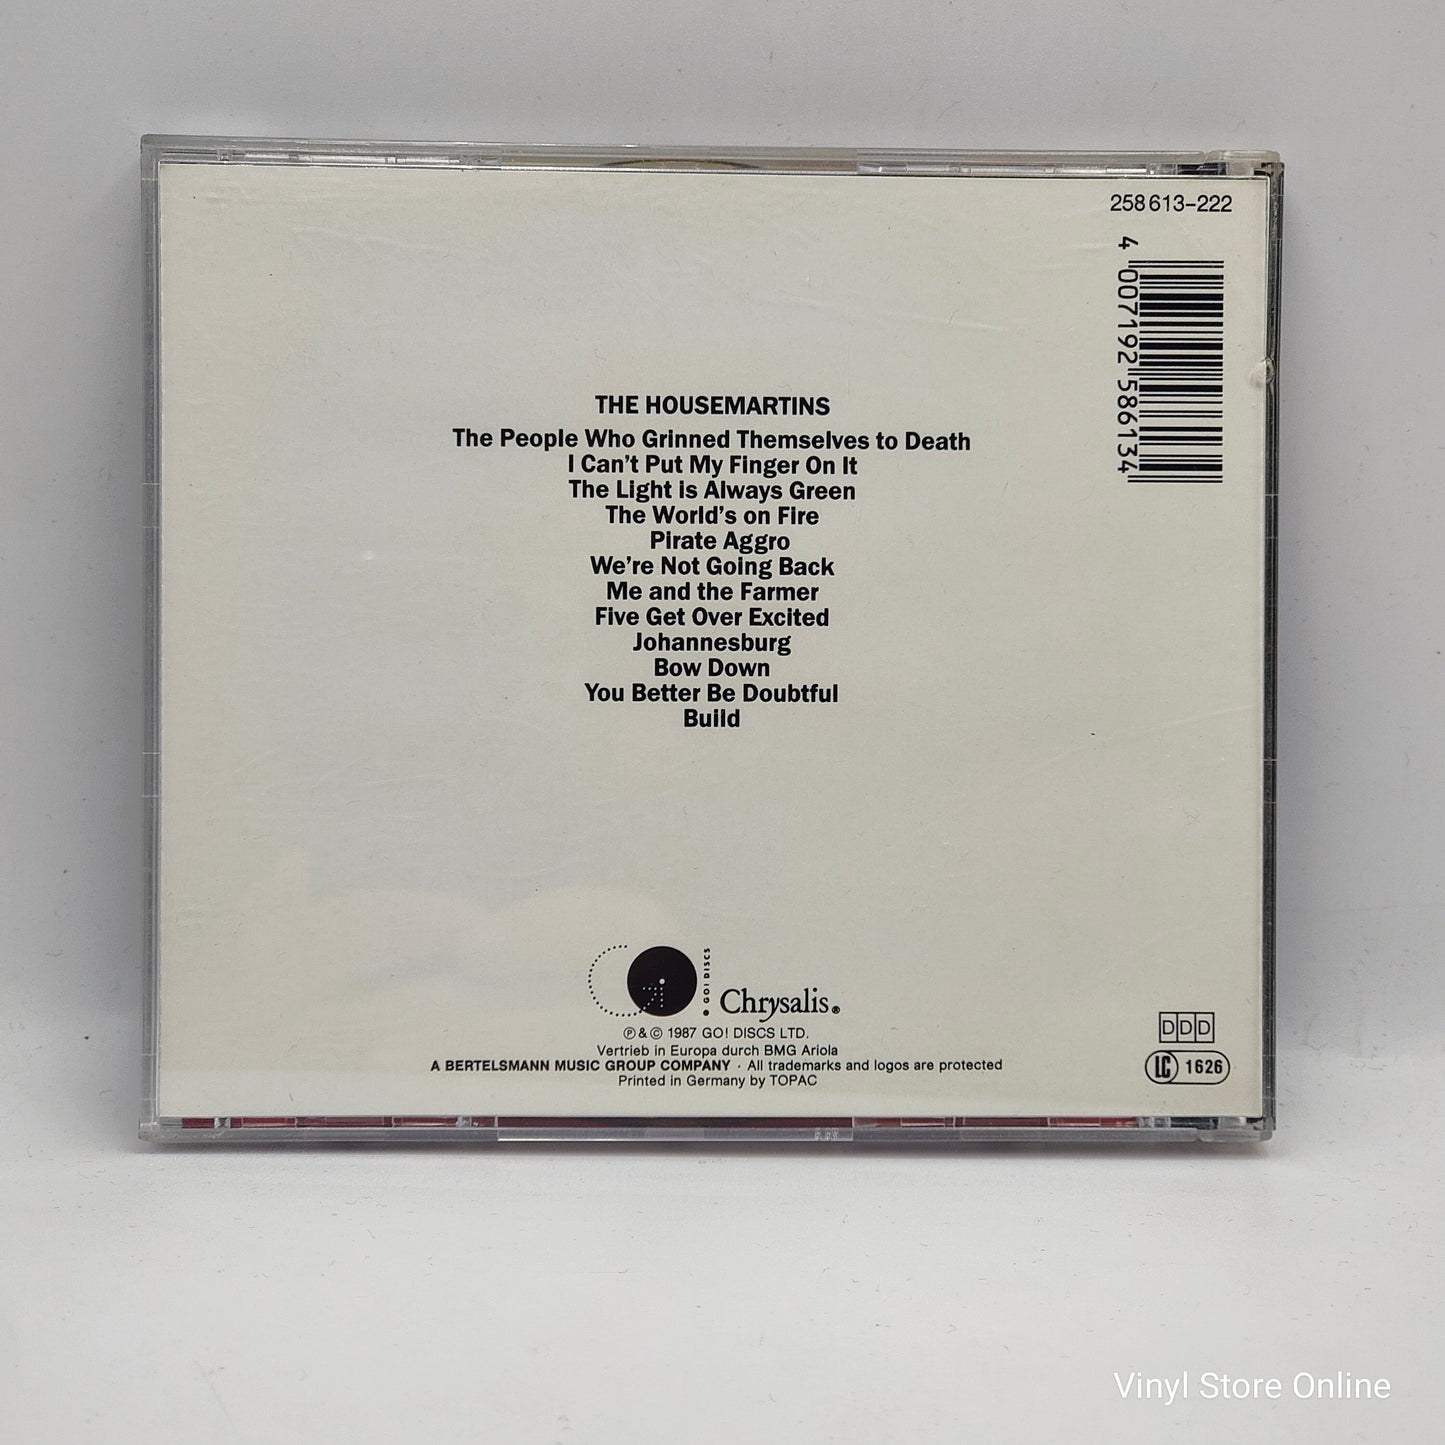 258 613-222
4 007192 586134
THE HOUSEMARTINS
The People Who Grinned Themselves to Death
I Can't Put My Finger On It
The Light is Always Green
The World's on Fire
Pirate Aggro
We're Not Going Back
Me and the Farmer
Five Get Over Excited
Johannesburg
Bow Down
You Better Be Doubtful
Build
GO! DISCS
Chrysalis®
℗ & © 1987 GO! DISCS LTD.
Vertrieb in Europa durch BMG Ariola
A BERTELSMANN MUSIC GROUP COMPANY · All trademarks and logos are protected
Printed in Germany by TOPAC
DDD
LC 1626
Vinyl Store Online